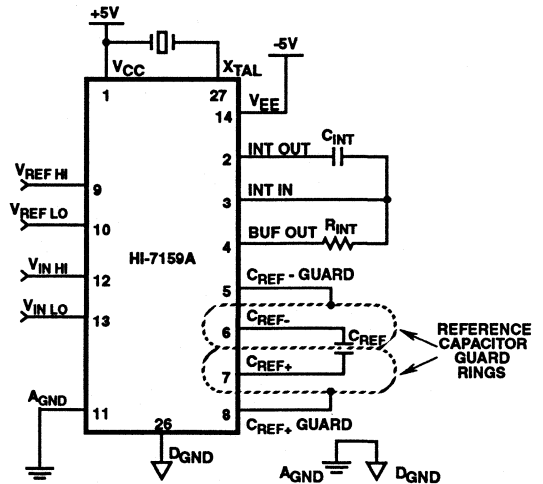 +5V
-5V
VCC
XTAL
1
27
VEE
14
CINT
2
INT OUT
VREF HI
9
3
INT IN
VREF LO
10
RINT
4
BUF OUT
HI-7159A
VIN HI
12
CREF - GUARD
5
VIN LO
13
CREF-
6
CREF
REFERENCE
CAPACITOR
GUARD
RINGS
CREF+
7
AGND
11
8
CREF+ GUARD
26
DGND
AGND
DGND